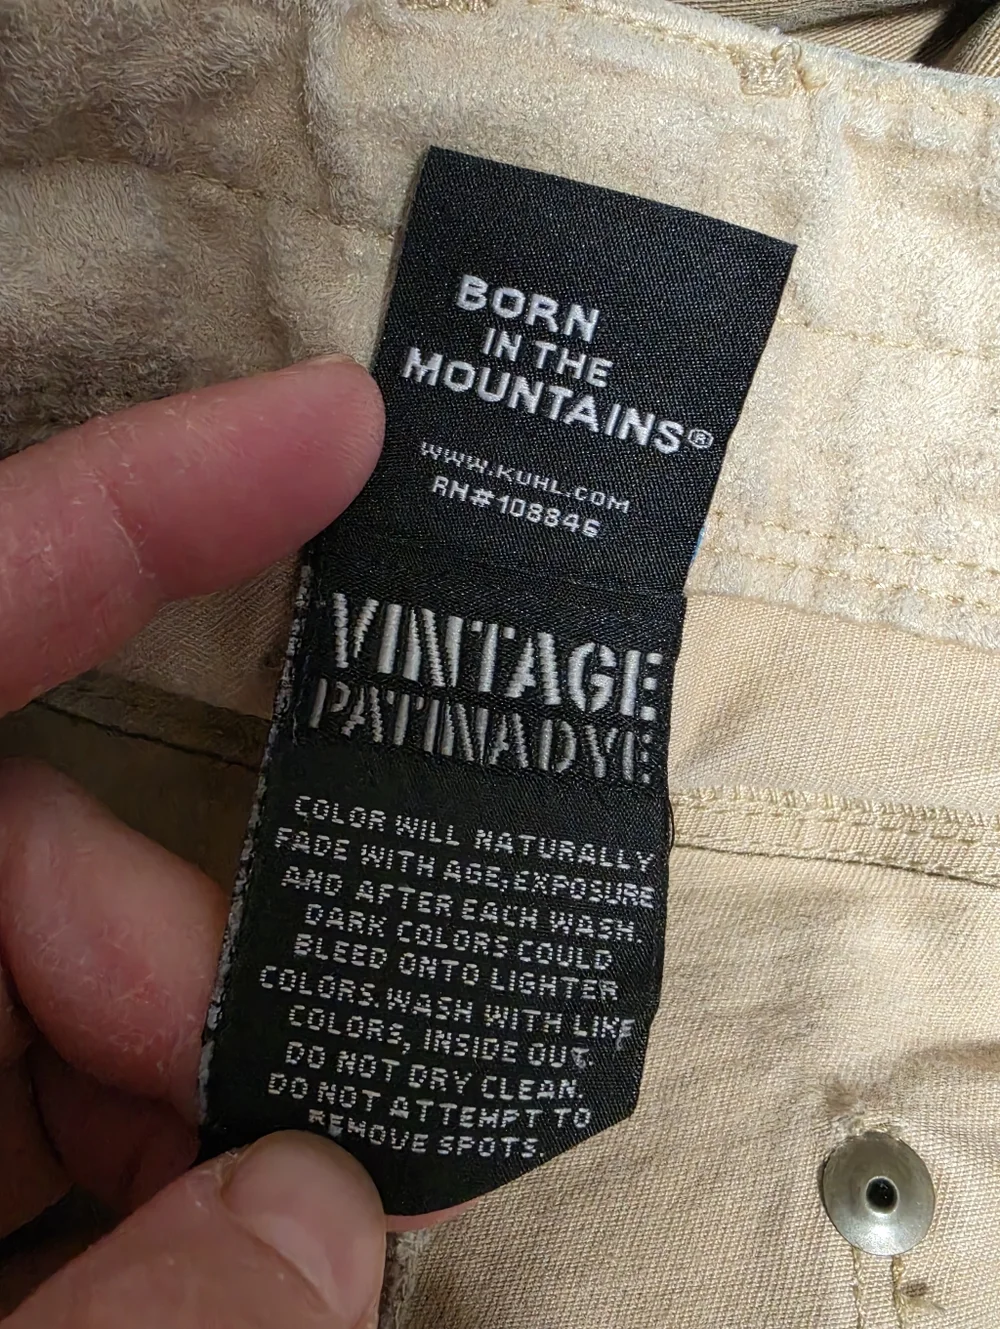 BORN
IN THE
MOUNTAINS®
WWW.KUHL.COM
RN#108846
VINTAGE
PATINADYE
COLOR WILL NATURALLY
FADE WITH AGE, EXPOSURE
AND AFTER EACH WASH.
DARK COLORS COULD
BLEED ONTO LIGHTER
COLORS. WASH WITH LIKE
COLORS, INSIDE OUT.
DO NOT DRY CLEAN.
DO NOT ATTEMPT TO
REMOVE SPOTS.